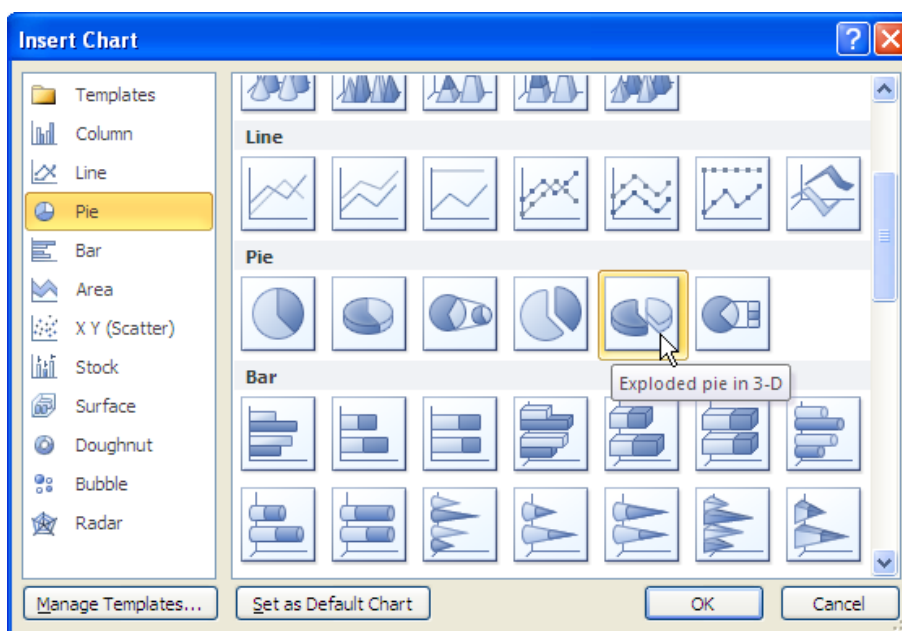 Insert Chart
Templates
Column
Line
Pie
Bar
Area
X Y (Scatter)
Stock
Surface
Doughnut
Bubble
Radar
Line
Pie
Exploded pie in 3-D
Bar
Manage Templates...
Set as Default Chart
OK
Cancel